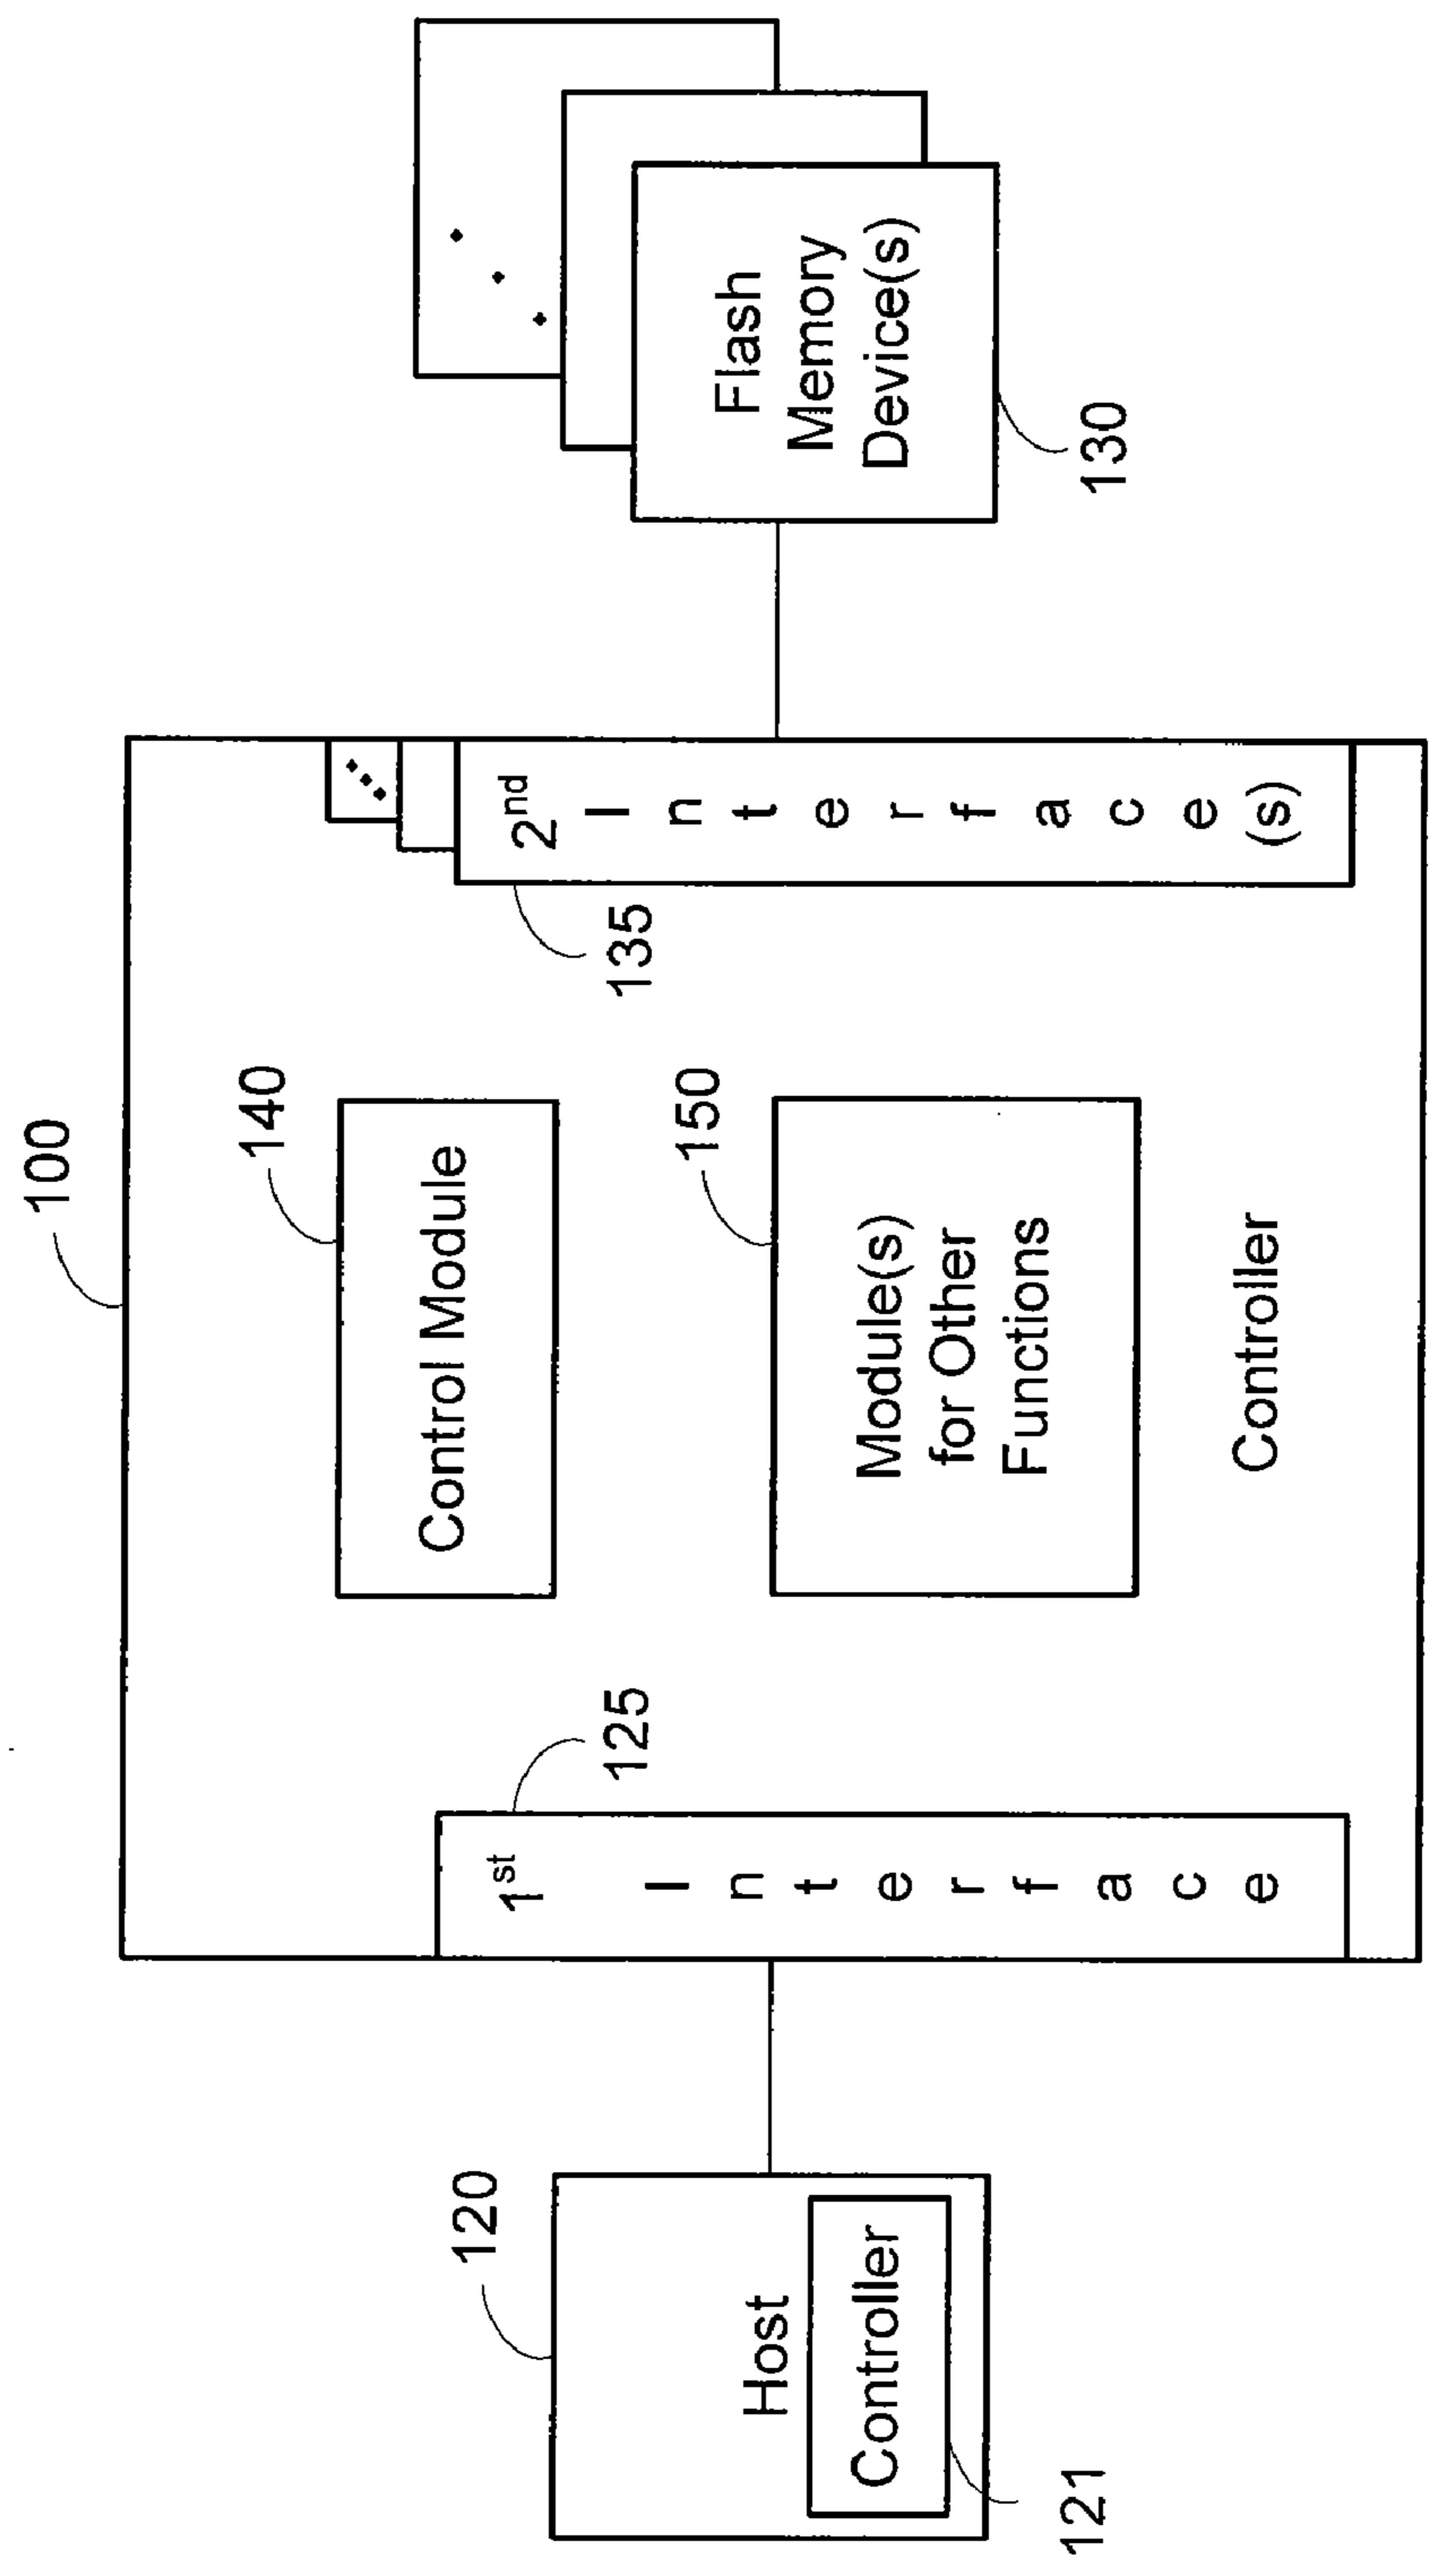 100
140
Control Module
150
Module(s)
for Other
Functions
Controller
120
Host
Controller
121
1st
Interface
125
2nd
Interface(s)
135
Flash
Memory
Device(s)
130